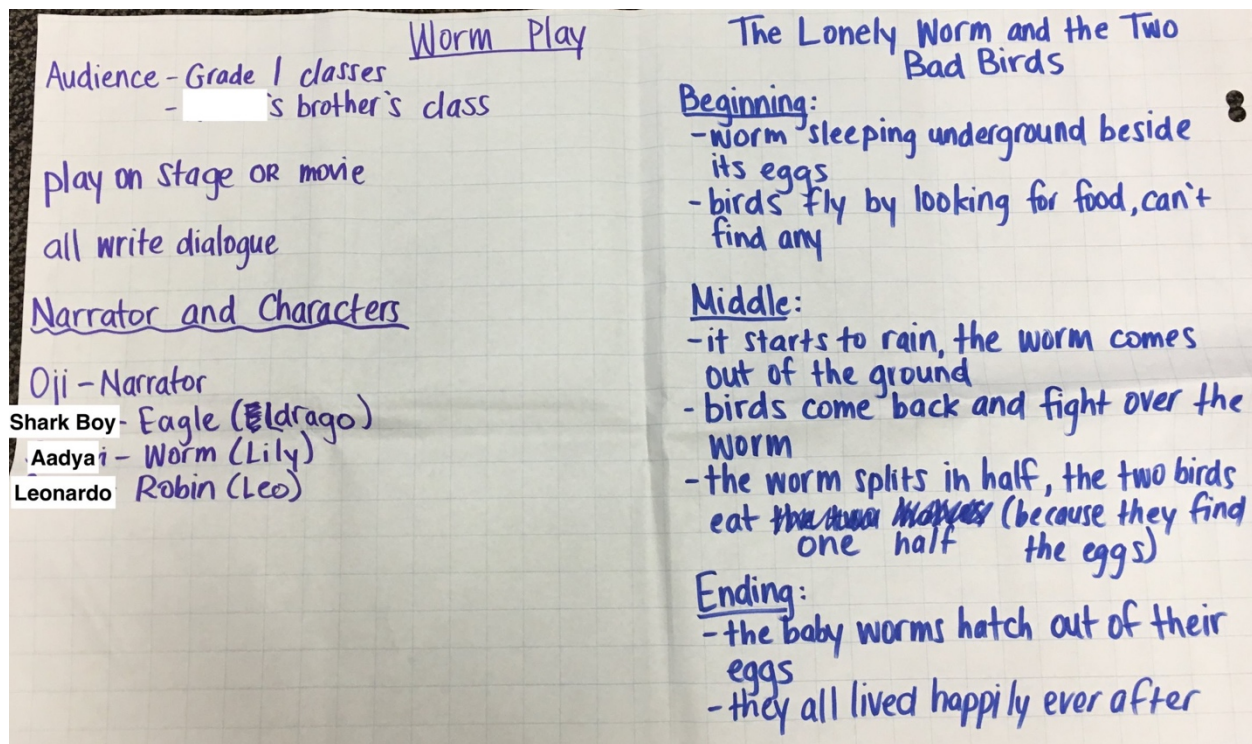 Worm Play
Audience - Grade 1 classes
- 's brother's class
play on stage OR movie
all write dialogue
Narrator and Characters
Oji - Narrator
Shark Boy - Eagle (Eldrago)
Aadya i - Worm (Lily)
Leonardo Robin (Leo)
The Lonely Worm and the Two
Bad Birds
Beginning:
- worm sleeping underground beside
its eggs
- birds fly by looking for food, can't
find any
Middle:
- it starts to rain, the worm comes
out of the ground
- birds come back and fight over the
worm
- the worm splits in half, the two birds
eat (because they find
one half the eggs)
Ending:
- the baby worms hatch out of their
eggs
- they all lived happily ever after